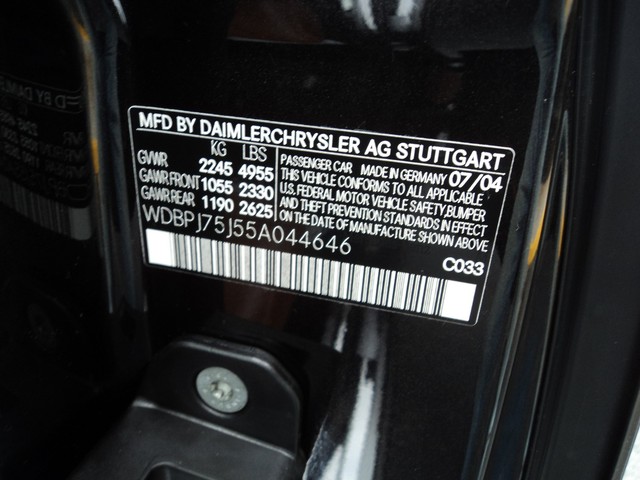 MFD BY DAIMLERCHRYSLER AG STUTTGART
KG LBS
GVWR 2245 4955
GAWR FRONT 1055 2330
GAWR REAR 1190 2625
PASSENGER CAR MADE IN GERMANY 07/04
THIS VEHICLE CONFORMS TO ALL APPLICABLE
U.S. FEDERAL MOTOR VEHICLE SAFETY, BUMPER
AND THEFT PREVENTION STANDARDS IN EFFECT
ON THE DATE OF MANUFACTURE SHOWN ABOVE.
WDBPJ75J55A044646
C033